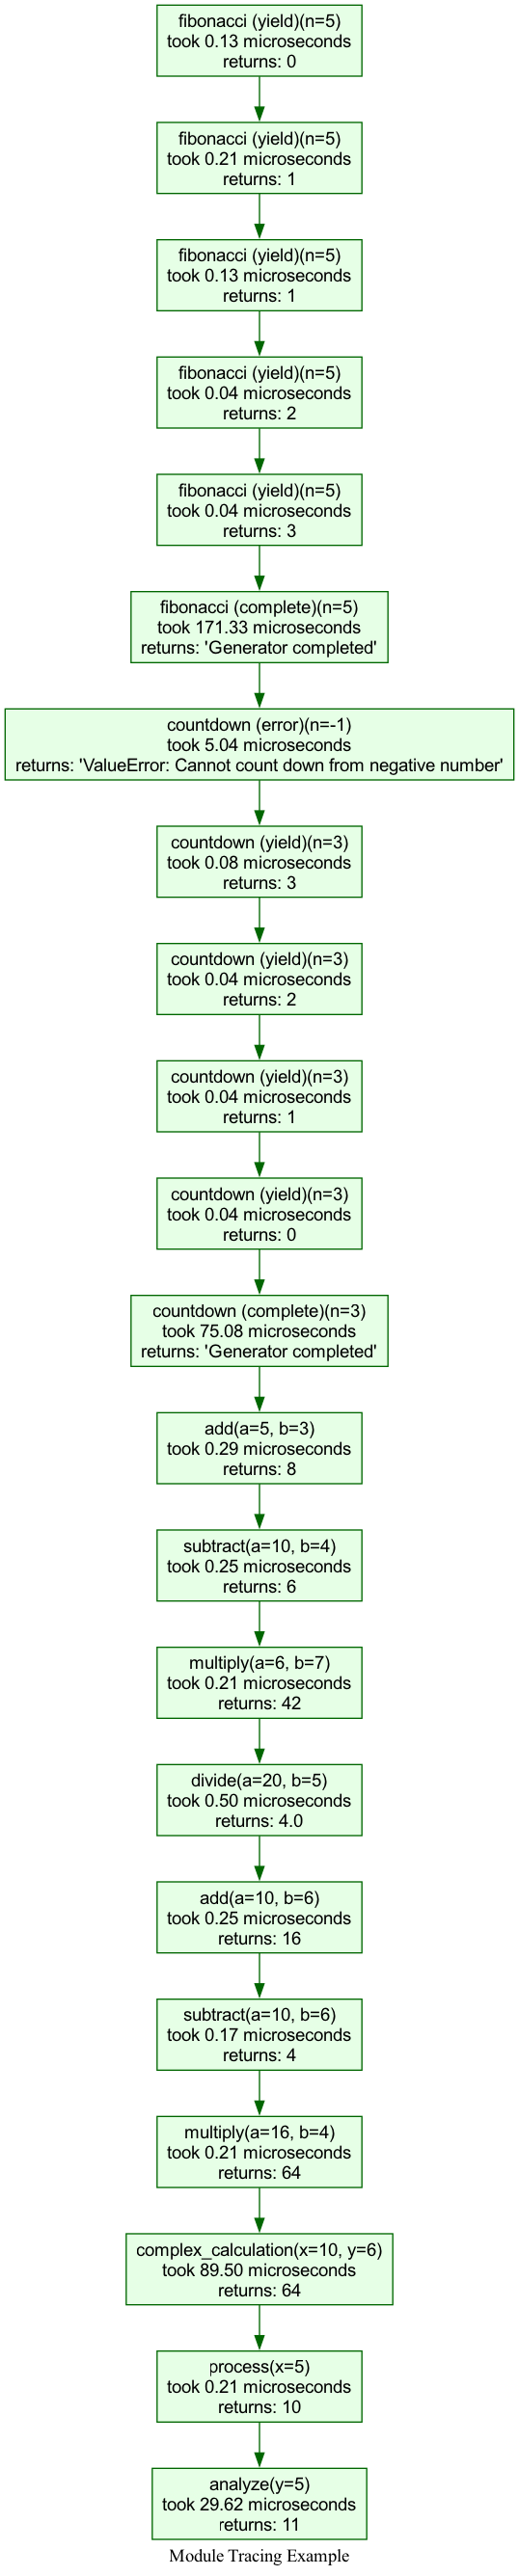 fibonacci (yield)(n=5)
took 0.13 microseconds
returns: 0
fibonacci (yield)(n=5)
took 0.21 microseconds
returns: 1
fibonacci (yield)(n=5)
took 0.13 microseconds
returns: 1
fibonacci (yield)(n=5)
took 0.04 microseconds
returns: 2
fibonacci (yield)(n=5)
took 0.04 microseconds
returns: 3
fibonacci (complete)(n=5)
took 171.33 microseconds
returns: 'Generator completed'
countdown (error)(n=-1)
took 5.04 microseconds
returns: 'ValueError: Cannot count down from negative number'
countdown (yield)(n=3)
took 0.08 microseconds
returns: 3
countdown (yield)(n=3)
took 0.04 microseconds
returns: 2
countdown (yield)(n=3)
took 0.04 microseconds
returns: 1
countdown (yield)(n=3)
took 0.04 microseconds
returns: 0
countdown (complete)(n=3)
took 75.08 microseconds
returns: 'Generator completed'
add(a=5, b=3)
took 0.29 microseconds
returns: 8
subtract(a=10, b=4)
took 0.25 microseconds
returns: 6
multiply(a=6, b=7)
took 0.21 microseconds
returns: 42
divide(a=20, b=5)
took 0.50 microseconds
returns: 4.0
add(a=10, b=6)
took 0.25 microseconds
returns: 16
subtract(a=10, b=6)
took 0.17 microseconds
returns: 4
multiply(a=16, b=4)
took 0.21 microseconds
returns: 64
complex_calculation(x=10, y=6)
took 89.50 microseconds
returns: 64
process(x=5)
took 0.21 microseconds
returns: 10
analyze(y=5)
took 29.62 microseconds
returns: 11
Module Tracing Example